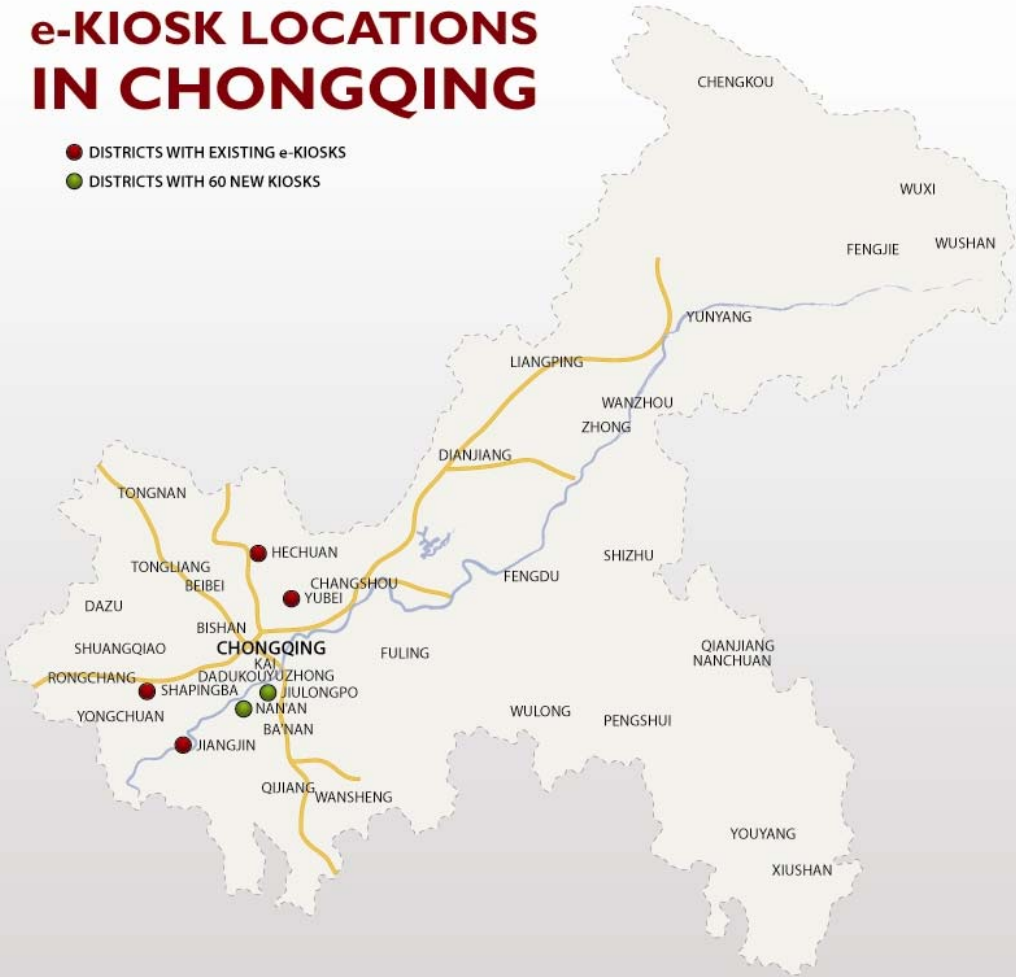 e-KIOSK LOCATIONS
IN CHONGQING
DISTRICTS WITH EXISTING e-KIOSKS
DISTRICTS WITH 60 NEW KIOSKS
CHENGKOU
WUXI
FENGJIE
WUSHAN
YUNYANG
LIANGPING
WANZHOU
ZHONG
DIANJIANG
TONGNAN
HECHUAN
SHIZHU
TONGLIANG
FENGDU
BEIBEI
CHANGSHOU
YUBEI
DAZU
BISHAN
SHUANGQIAO
CHONGQING
FULING
QIANJIANG
NANCHUAN
KAI
RONGCHANG
DADUKOU
YUZHONG
SHAPINGBA
JIULONGPO
YONGCHUAN
NAN'AN
WULONG
PENGSHUI
BA'NAN
JIANGJIN
QIJIANG
WANSHENG
YOUYANG
XIUSHAN